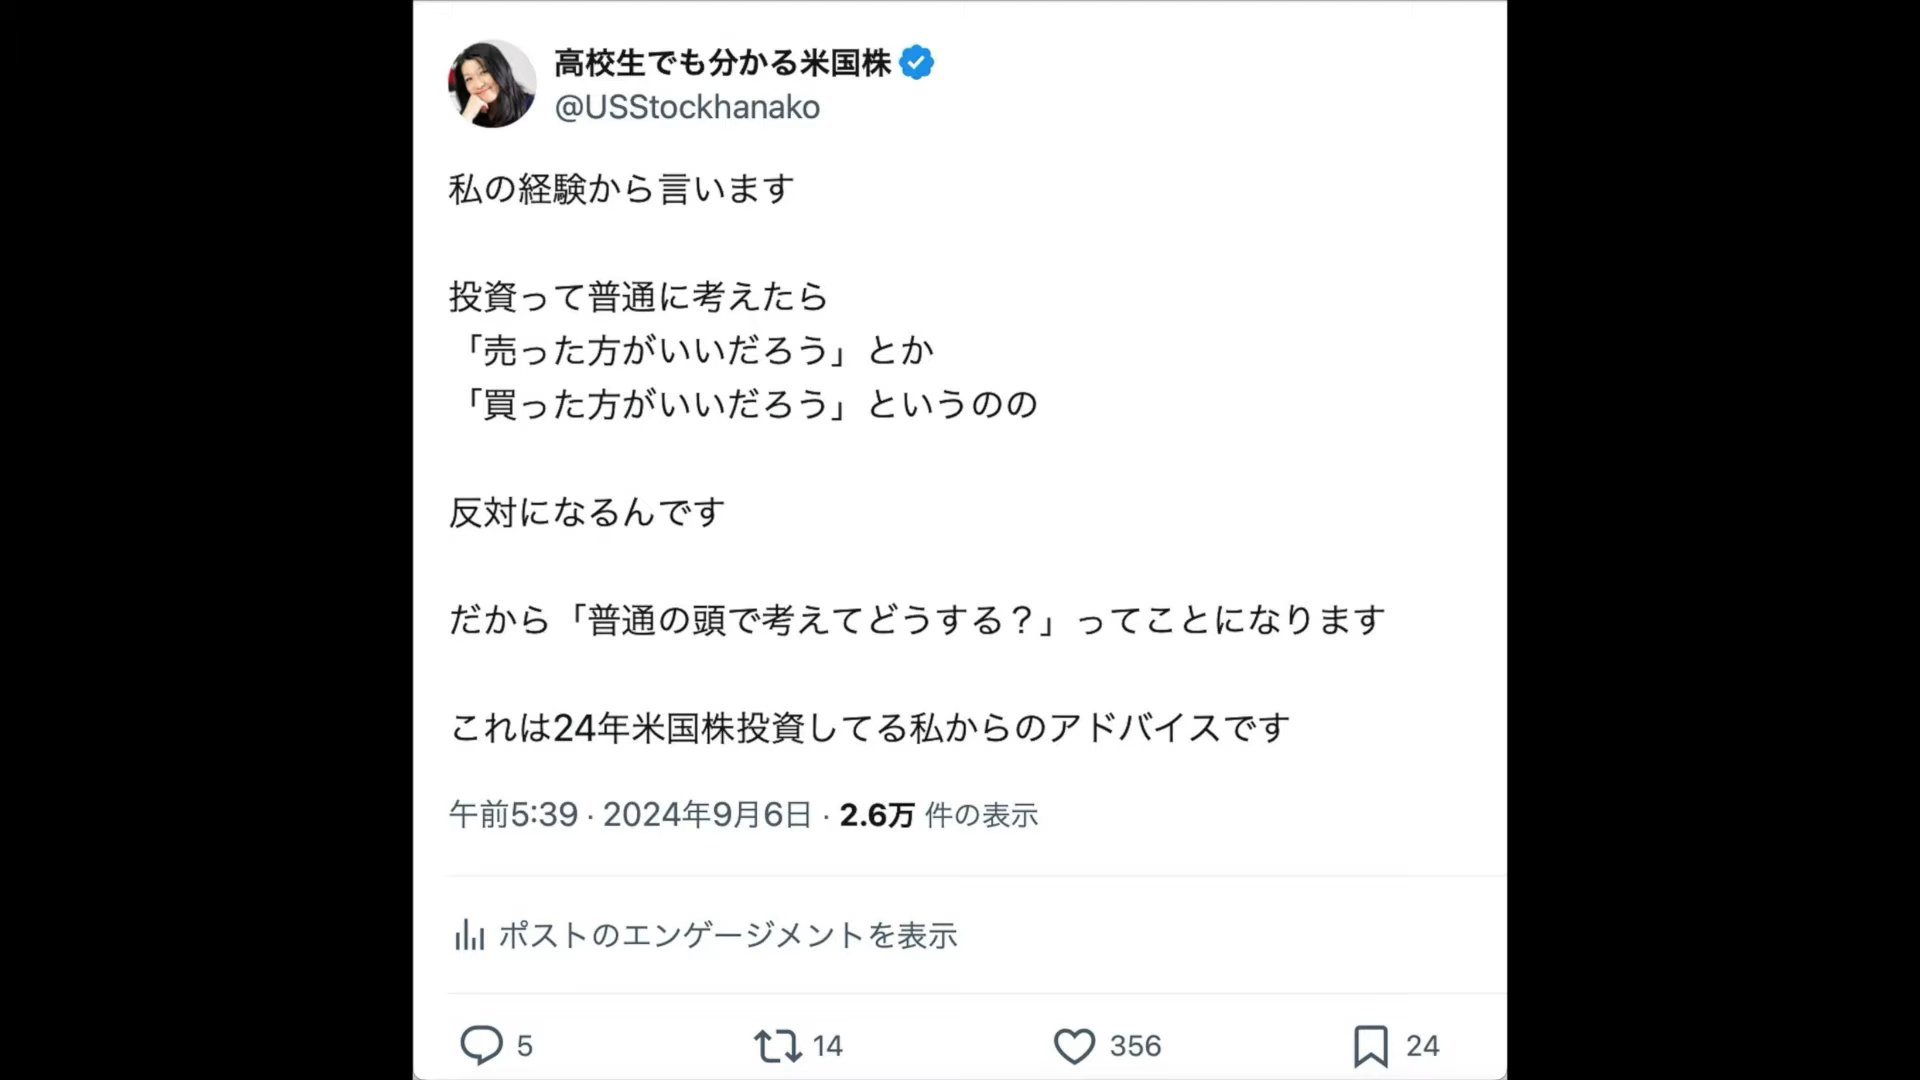 高校生でも分かる米国株
@USStockhanako
私の経験から言います
投資って普通に考えたら
「売った方がいいだろう」とか
「買った方がいいだろう」というのの
反対になるんです
だから「普通の頭で考えてどうする？」ってことになります
これは24年米国株投資してる私からのアドバイスです
午前5:39 · 2024年9月6日 · 2.6万 件の表示
ポストのエンゲージメントを表示
5 14 356 24